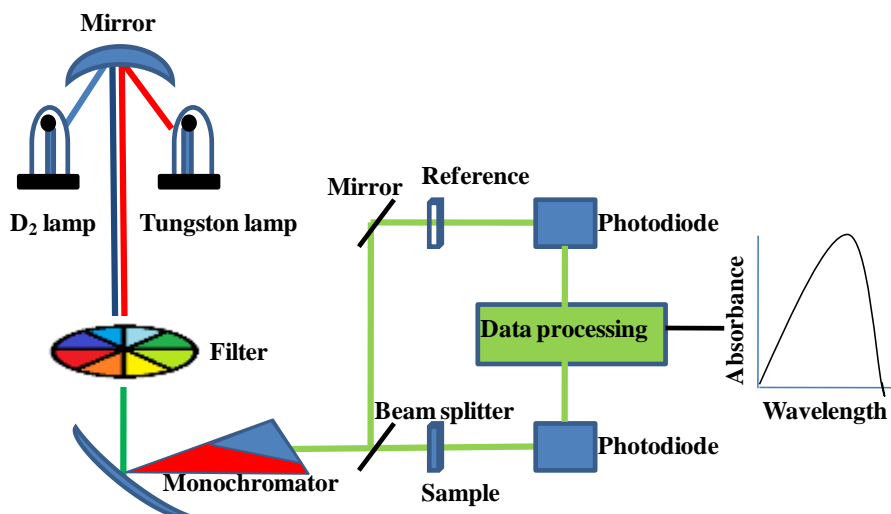 Mirror
D₂ lamp
Tungston lamp
Mirror
Reference
Photodiode
Data processing
Absorbance
Wavelength
Filter
Beam splitter
Photodiode
Monochromator
Sample